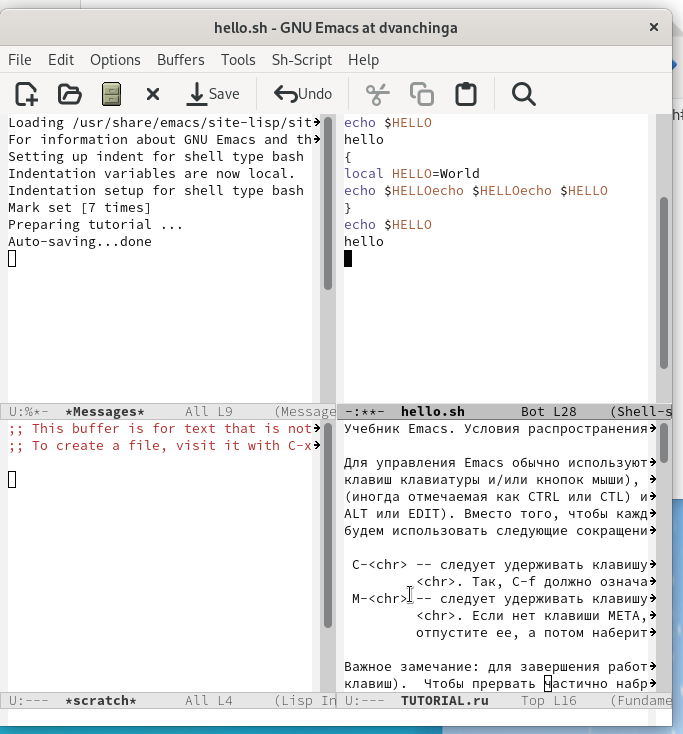 hello.sh - GNU Emacs at dvanchinga
File Edit Options Buffers Tools Sh-Script Help
Save Undo
Loading /usr/share/emacs/site-lisp/sit
For information about GNU Emacs and th
Setting up indent for shell type bash
Indentation variables are now local.
Indentation setup for shell type bash
Mark set [7 times]
Preparing tutorial ...
Auto-saving...done
U:%*- *Messages* All L9 (Messag
echo $HELLO
hello
{
local HELLO=World
echo $HELLOecho $HELLOecho $HELLO
}
echo $HELLO
hello
-:**- hello.sh Bot L28 (Shell-s
;; This buffer is for text that is not
;; To create a file, visit it with C-x
U:--- *scratch* All L4 (Lisp In
Учебник Emacs. Условия распространения
Для управления Emacs обычно используют
клавиш клавиатуры и/или кнопок мыши),
(иногда отмечаемая как CTRL или CTL) и
ALT или EDIT). Вместо того, чтобы кажд
будем использовать следующие сокращени
C-<chr> -- следует удерживать клавишу
<chr>. Так, C-f должно означа
M-<chr> -- следует удерживать клавишу
<chr>. Если нет клавиши META,
отпустите ее, а потом наберит
Важное замечание: для завершения работ
клавиш). Чтобы прервать частично набр
U:--- TUTORIAL.ru Top L16 (Fundame